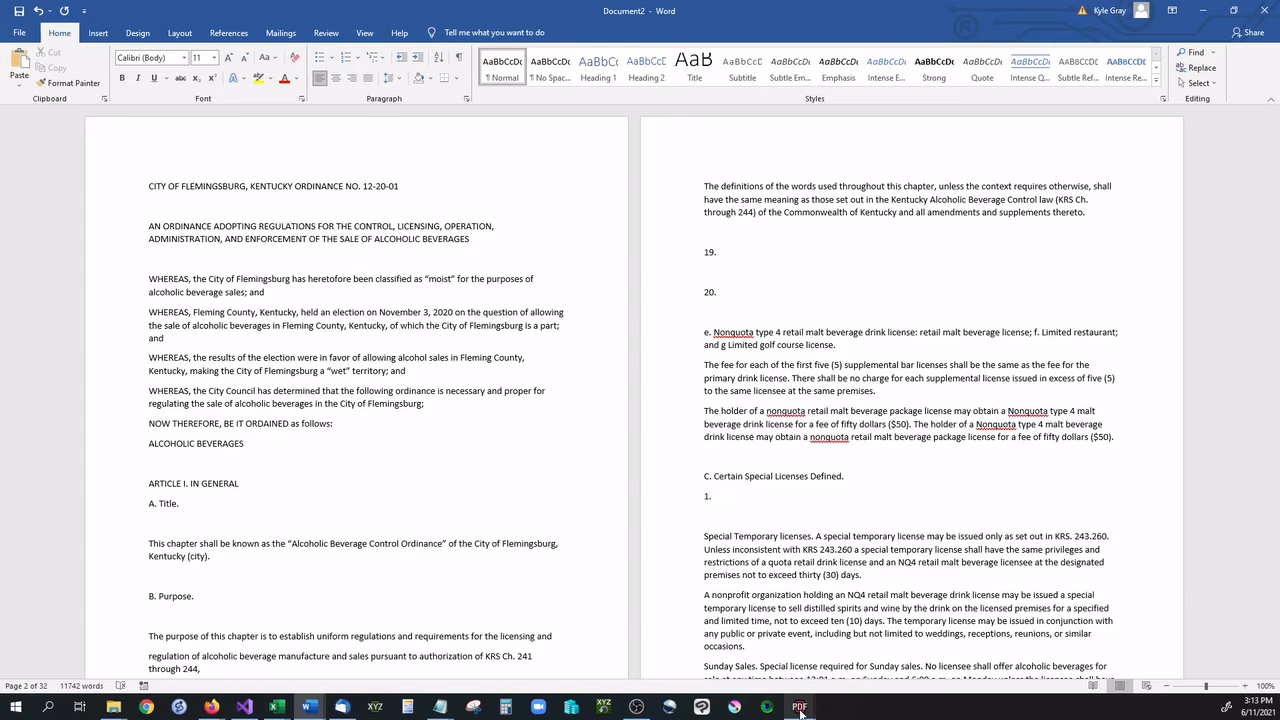 Document2 - Word
Kyle Gray
File
Home
Insert
Design
Layout
References
Mailings
Review
View
Help
Tell me what you want to do
Share
Paste
Cut
Copy
Format Painter
Clipboard
Calibri (Body)
11
Font
Paragraph
AaBbCcDc
¶ Normal
AaBbCcDc
¶ No Spac...
AaBbCc
Heading 1
AaBbCcC
Heading 2
AaB
Title
AaBbCcC
Subtitle
AaBbCcDc
Subtle Em...
AaBbCcDc
Emphasis
AaBbCcDc
Intense E...
AaBbCcDc
Strong
AaBbCcDc
Quote
AaBbCcDc
Intense Q...
AaBbCcDc
Subtle Ref...
AaBbCcDc
Intense Re...
Styles
Find
Replace
Select
Editing
CITY OF FLEMINGSBURG, KENTUCKY ORDINANCE NO. 12-20-01
AN ORDINANCE ADOPTING REGULATIONS FOR THE CONTROL, LICENSING, OPERATION,
ADMINISTRATION, AND ENFORCEMENT OF THE SALE OF ALCOHOLIC BEVERAGES
WHEREAS, the City of Flemingsburg has heretofore been classified as “moist” for the purposes of
alcoholic beverage sales; and
WHEREAS, Fleming County, Kentucky, held an election on November 3, 2020 on the question of allowing
the sale of alcoholic beverages in Fleming County, Kentucky, of which the City of Flemingsburg is a part;
and
WHEREAS, the results of the election were in favor of allowing alcohol sales in Fleming County,
Kentucky, making the City of Flemingsburg a “wet” territory; and
WHEREAS, the City Council has determined that the following ordinance is necessary and proper for
regulating the sale of alcoholic beverages in the City of Flemingsburg;
NOW THEREFORE, BE IT ORDAINED as follows:
ALCOHOLIC BEVERAGES
ARTICLE I. IN GENERAL
A. Title.
This chapter shall be known as the “Alcoholic Beverage Control Ordinance” of the City of Flemingsburg,
Kentucky (city).
B. Purpose.
The purpose of this chapter is to establish uniform regulations and requirements for the licensing and
regulation of alcoholic beverage manufacture and sales pursuant to authorization of KRS Ch. 241
through 244,
The definitions of the words used throughout this chapter, unless the context requires otherwise, shall
have the same meaning as those set out in the Kentucky Alcoholic Beverage Control law (KRS Ch.
through 244) of the Commonwealth of Kentucky and all amendments and supplements thereto.
19.
20.
e. Nonquota type 4 retail malt beverage drink license: retail malt beverage license; f. Limited restaurant;
and g Limited golf course license.
The fee for each of the first five (5) supplemental bar licenses shall be the same as the fee for the
primary drink license. There shall be no charge for each supplemental license issued in excess of five (5)
to the same licensee at the same premises.
The holder of a nonquota retail malt beverage package license may obtain a Nonquota type 4 malt
beverage drink license for a fee of fifty dollars ($50). The holder of a Nonquota type 4 malt beverage
drink license may obtain a nonquota retail malt beverage package license for a fee of fifty dollars ($50).
C. Certain Special Licenses Defined.
1.
Special Temporary licenses. A special temporary license may be issued only as set out in KRS. 243.260.
Unless inconsistent with KRS 243.260 a special temporary license shall have the same privileges and
restrictions of a quota retail drink license and an NQ4 retail malt beverage licensee at the designated
premises not to exceed thirty (30) days.
A nonprofit organization holding an NQ4 retail malt beverage drink license may be issued a special
temporary license to sell distilled spirits and wine by the drink on the licensed premises for a specified
and limited time, not to exceed ten (10) days. The temporary license may be issued in conjunction with
any public or private event, including but not limited to weddings, receptions, reunions, or similar
occasions.
Sunday Sales. Special license required for Sunday sales. No licensee shall offer alcoholic beverages for
Page 2 of 32
11742 words
100%
XYZ
XYZ
PDF
3:13 PM
6/11/2021